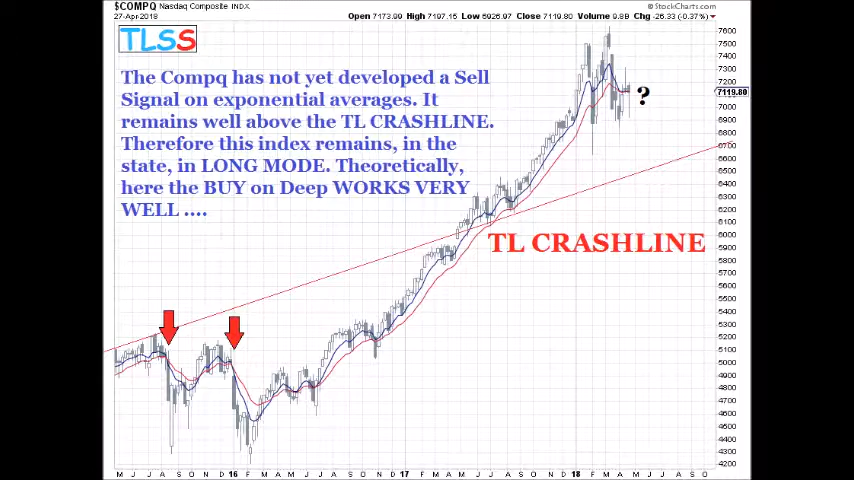 $COMPQ Nasdaq Composite INDX
© StockCharts.com
27-Apr-2018 Open 7173.99 High 7197.15 Low 6926.97 Close 7119.80 Volume 9.8B Chg -26.33 (-0.37%)
TLSS
The Compq has not yet developed a Sell
Signal on exponential averages. It
remains well above the TL CRASHLINE.
Therefore this index remains, in the
state, in LONG MODE. Theoretically,
here the BUY on Deep WORKS VERY
WELL ....
?
TL CRASHLINE
7600
7500
7400
7300
7200
7119.80
7000
6900
6800
6700
6600
6500
6400
6300
6200
6100
6000
5900
5800
5700
5600
5500
5400
5300
5200
5100
5000
4900
4800
4700
4600
4500
4400
4300
4200
M J J A S O N D 16 F M A M J J A S O N D 17 F M A M J J A S O N D 18 F M A M J J A S O